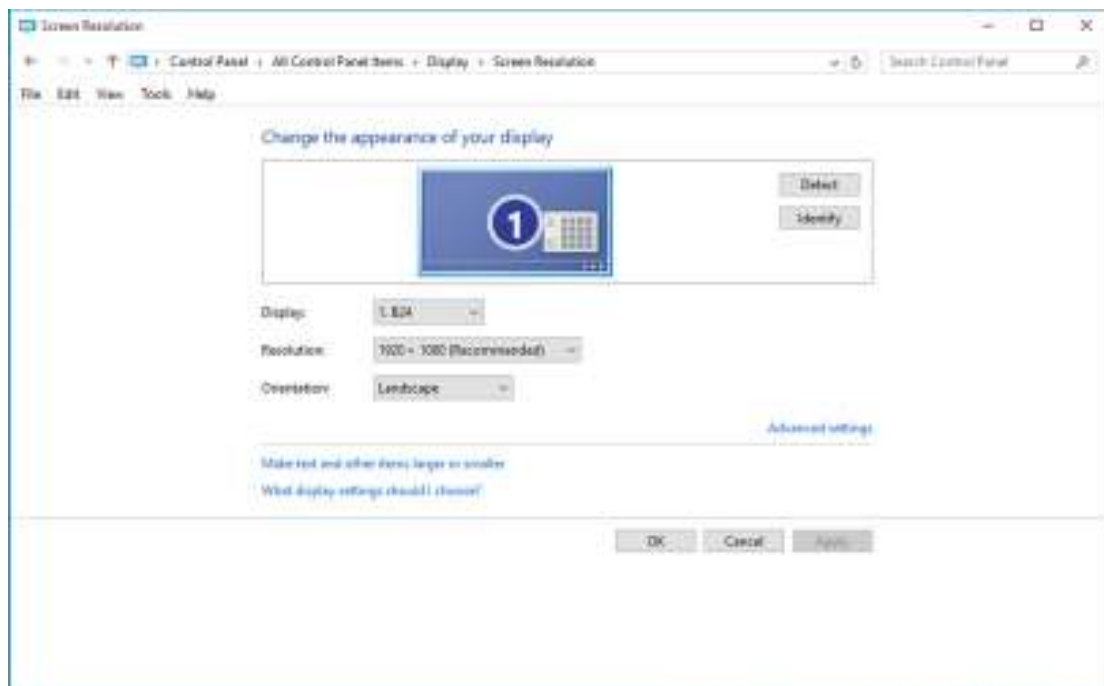 Screen Resolution
Control Panel › All Control Panel Items › Display › Screen Resolution
Search Control Panel
File Edit View Tools Help
Change the appearance of your display
1
Detect
Identify
Display:
1. B24
Resolution:
1920 × 1080 (Recommended)
Orientation:
Landscape
Advanced settings
Make text and other items larger or smaller
What display settings should I choose?
OK Cancel Apply